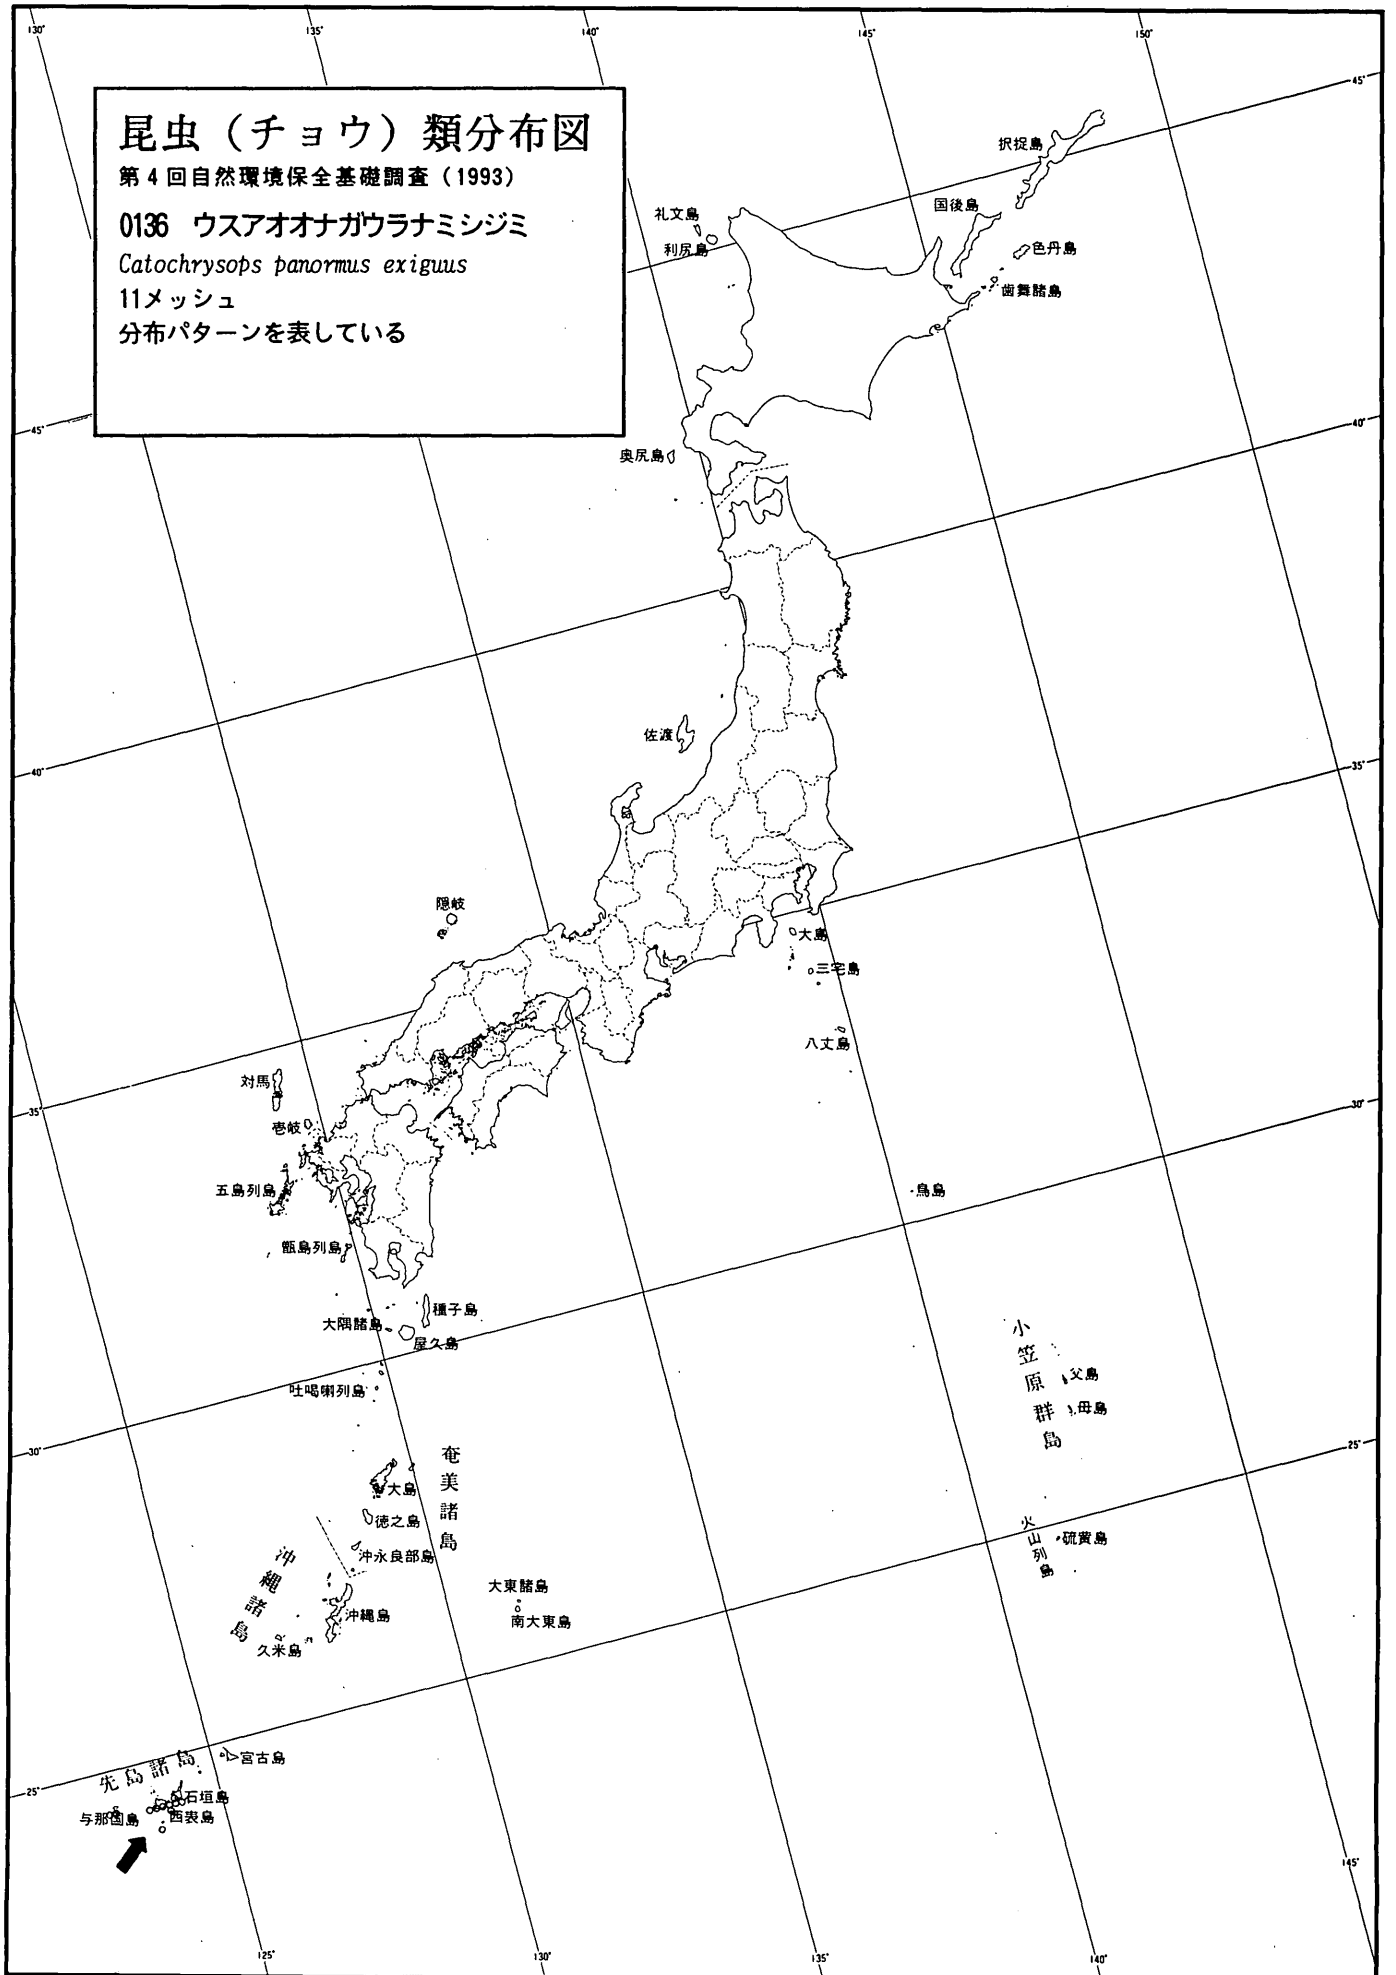 130°
135°
140°
145°
150°
昆虫（チョウ）類分布図
第4回自然環境保全基礎調査（1993）
0136 ウスアオオナガウラナミシジミ
Catochrysops panormus exiguus
11メッシュ
分布パターンを表している
45°
択捉島
国後島
色丹島
歯舞諸島
礼文島
利尻島
40°
45°
奥尻島
佐渡
35°
40°
隠岐
大島
三宅島
八丈島
対馬
壱岐
35°
30°
五島列島
鳥島
甑島列島
種子島
大隅諸島
屋久島
吐噶喇列島
小笠原群島
父島
母島
25°
30°
奄美諸島
大島
徳之島
沖永良部島
沖縄諸島
沖縄島
久米島
大東諸島
南大東島
火山列島
硫黄島
先島諸島
宮古島
石垣島
西表島
与那国島
25°
145°
125°
130°
135°
140°